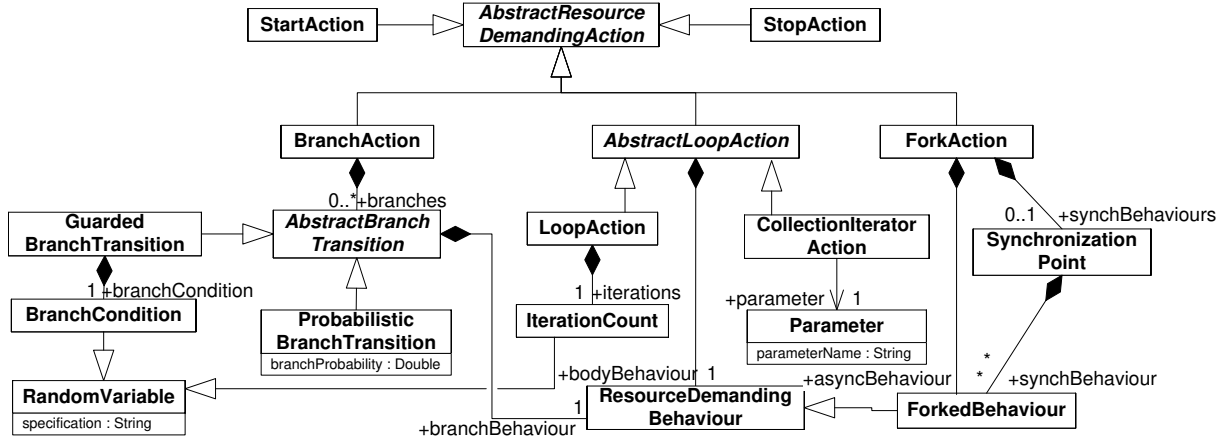 StartAction
AbstractResource
DemandingAction
StopAction
BranchAction
AbstractLoopAction
ForkAction
0..*
+branches
Guarded
BranchTransition
AbstractBranch
Transition
LoopAction
CollectionIterator
Action
0..1
+synchBehaviours
Synchronization
Point
1 +branchCondition
BranchCondition
Probabilistic
BranchTransition
branchProbability : Double
1 +iterations
IterationCount
+parameter 1
Parameter
parameterName : String
*
*
+synchBehaviour
RandomVariable
specification : String
+bodyBehaviour 1
+asyncBehaviour
1
+branchBehaviour
ResourceDemanding
Behaviour
ForkedBehaviour